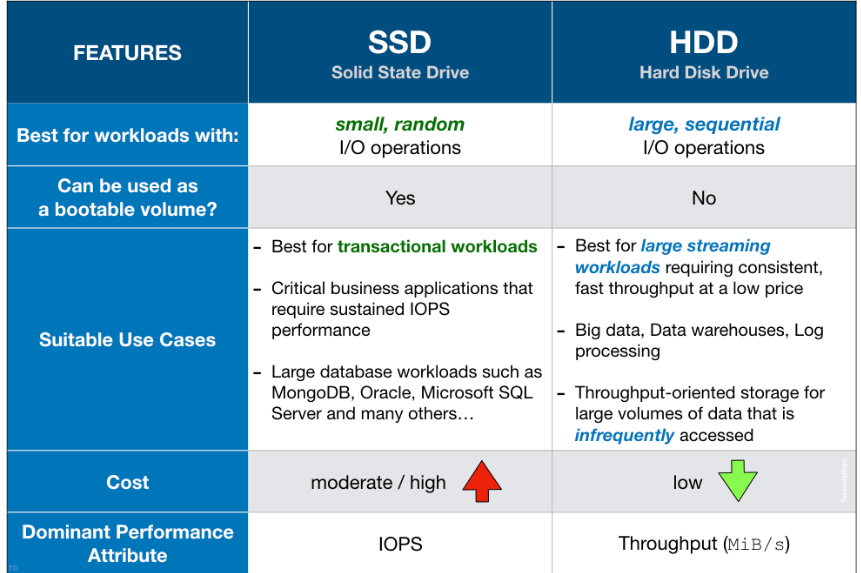 FEATURES
SSD
Solid State Drive
HDD
Hard Disk Drive
Best for workloads with:
small, random
I/O operations
large, sequential
I/O operations
Can be used as
a bootable volume?
Yes
No
Suitable Use Cases
– Best for transactional workloads
– Critical business applications that
require sustained IOPS
performance
– Large database workloads such as
MongoDB, Oracle, Microsoft SQL
Server and many others…
– Best for large streaming
workloads requiring consistent,
fast throughput at a low price
– Big data, Data warehouses, Log
processing
– Throughput-oriented storage for
large volumes of data that is
infrequently accessed
Cost
moderate / high
low
Dominant Performance
Attribute
IOPS
Throughput (MiB/s)
TD